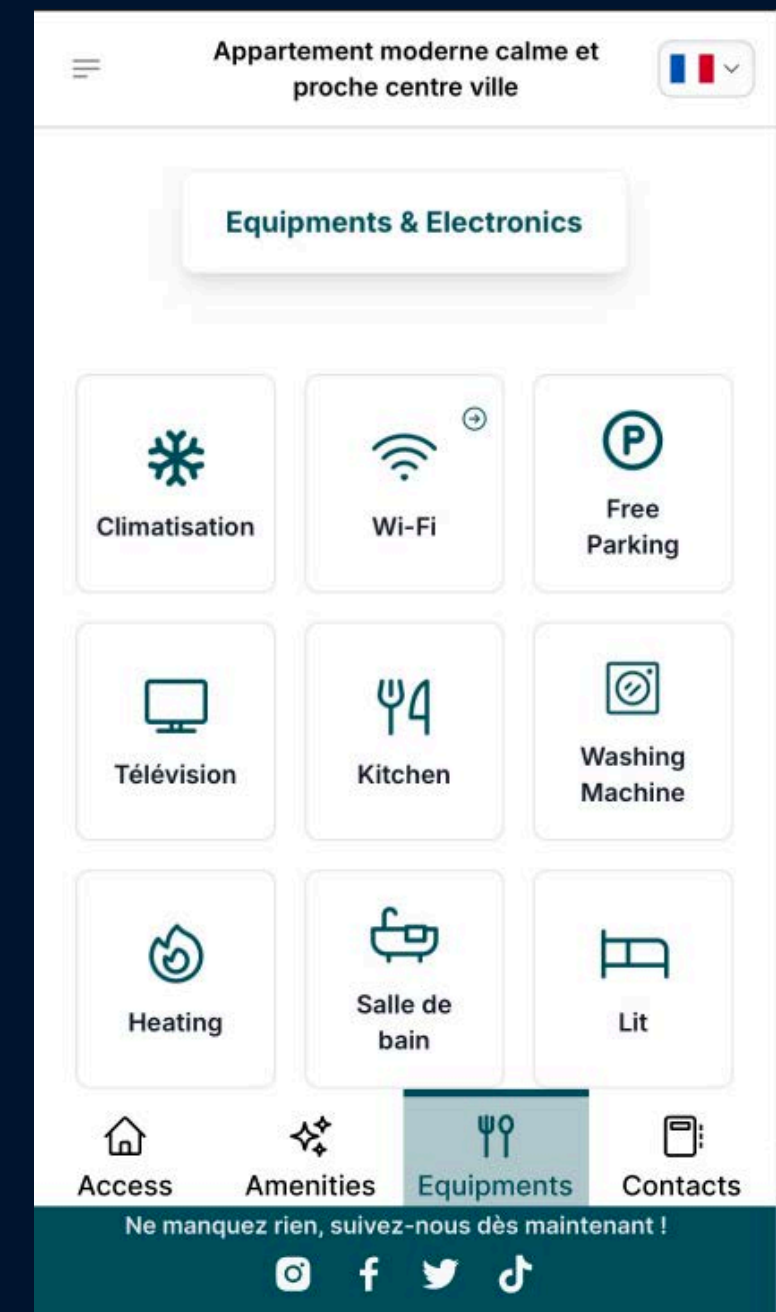 Appartement moderne calme et
proche centre ville
Equipments & Electronics
Climatisation
Wi-Fi
P
Free
Parking
Télévision
Kitchen
Washing
Machine
Heating
Salle de
bain
Lit
Access
Amenities
Equipments
Contacts
Ne manquez rien, suivez-nous dès maintenant !